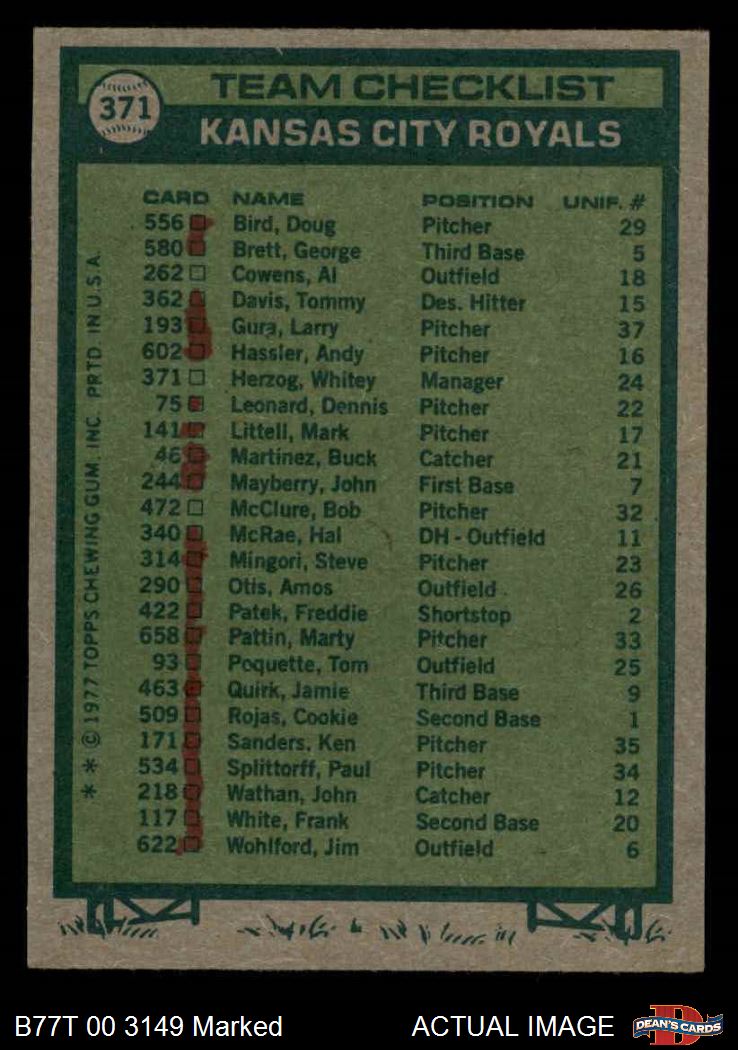 371
TEAM CHECKLIST
KANSAS CITY ROYALS
CARD NAME POSITION UNIF. #
556 Bird, Doug Pitcher 29
580 Brett, George Third Base 5
262 Cowens, Al Outfield 18
362 Davis, Tommy Des. Hitter 15
193 Gura, Larry Pitcher 37
602 Hassler, Andy Pitcher 16
371 Herzog, Whitey Manager 24
75 Leonard, Dennis Pitcher 22
141 Littell, Mark Pitcher 17
46 Martinez, Buck Catcher 21
244 Mayberry, John First Base 7
472 McClure, Bob Pitcher 32
340 McRae, Hal DH - Outfield 11
314 Mingori, Steve Pitcher 23
290 Otis, Amos Outfield 26
422 Patek, Freddie Shortstop 2
658 Pattin, Marty Pitcher 33
93 Poquette, Tom Outfield 25
463 Quirk, Jamie Third Base 9
509 Rojas, Cookie Second Base 1
171 Sanders, Ken Pitcher 35
534 Splittorff, Paul Pitcher 34
218 Wathan, John Catcher 12
117 White, Frank Second Base 20
622 Wohlford, Jim Outfield 6
* * © 1977 TOPPS CHEWING GUM, INC. PRTD. IN U.S.A.
B77T 00 3149 Marked ACTUAL IMAGE
D
DEAN'S CARDS